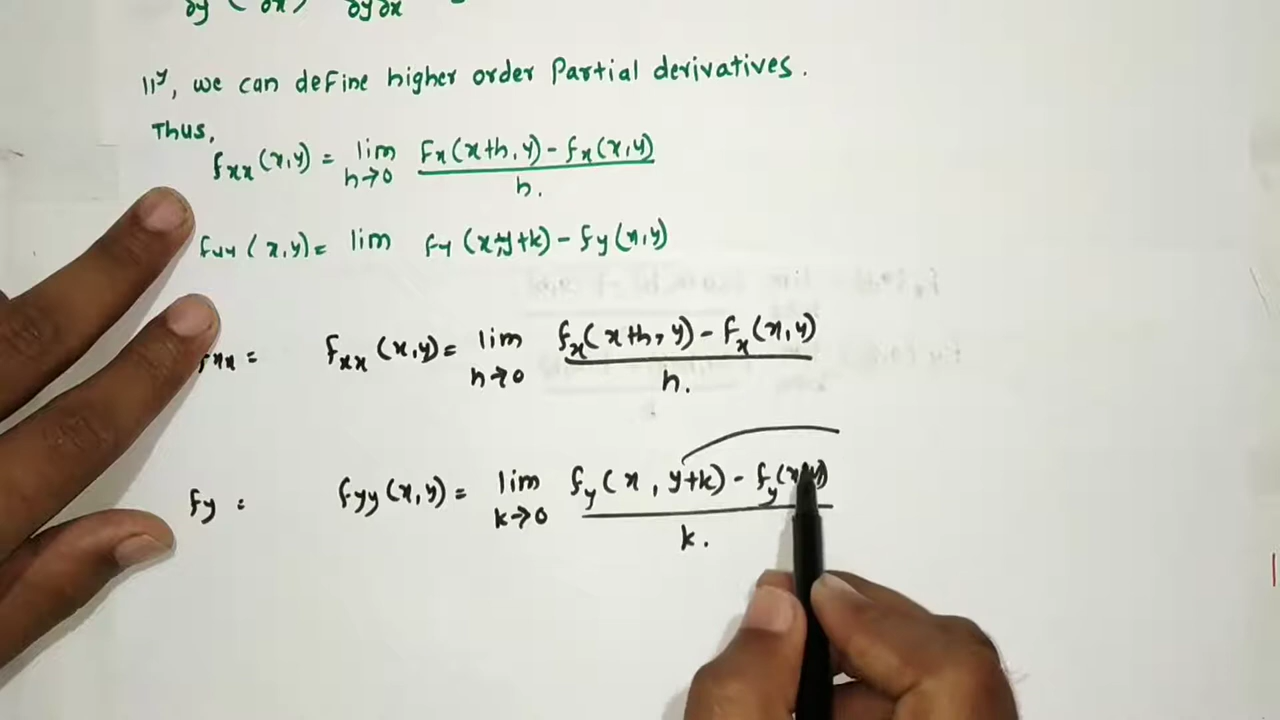 ∂y ( ∂x ) ∂y∂x
||ly, we can define higher order Partial derivatives.
Thus,
fxx (x,y) = lim h→0 fx(x+h, y) - fx(x,y) / h.
fyy (x,y) = lim fy (x,y+k) - fy (x,y)
fxx = fxx (x,y) = lim h→0 fx(x+h, y) - fx(x,y) / h.
fy = fyy (x,y) = lim k→0 fy (x, y+k) - fy(x,y) / k.